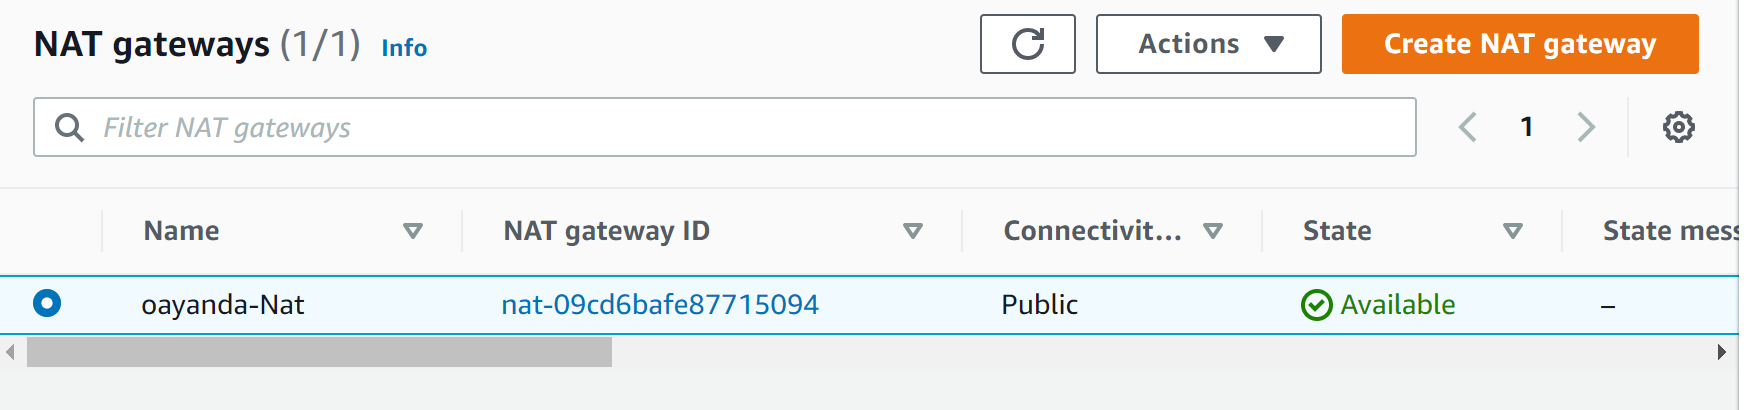 NAT gateways (1/1) Info Actions Create NAT gateway
Filter NAT gateways 1
Name NAT gateway ID Connectivit... State State mess
oayanda-Nat nat-09cd6bafe87715094 Public Available –